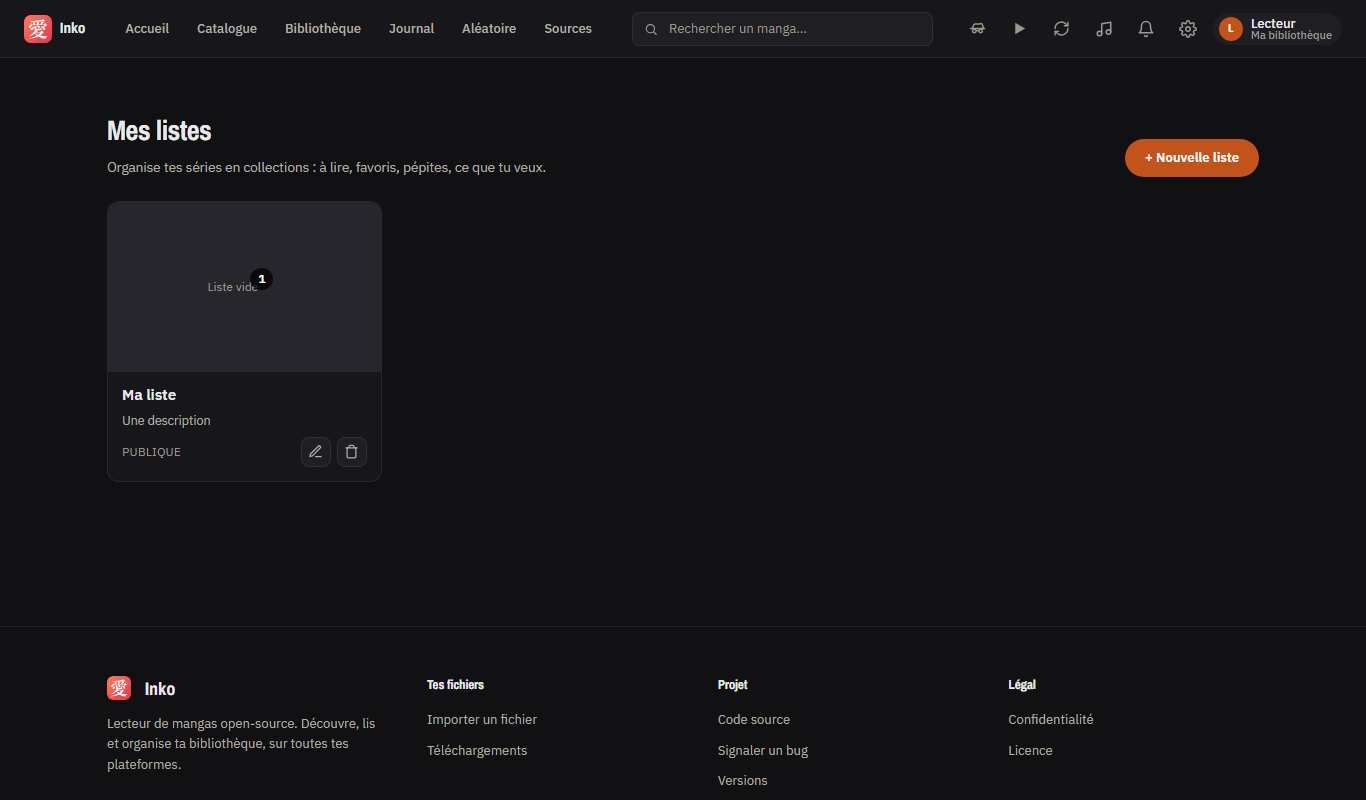 愛 Inko Accueil Catalogue Bibliothèque Journal Aléatoire Sources Rechercher un manga... L Lecteur
Ma bibliothèque
Mes listes
Organise tes séries en collections : à lire, favoris, pépites, ce que tu veux.
+ Nouvelle liste
Liste vide 1
Ma liste
Une description
PUBLIQUE
愛 Inko
Lecteur de mangas open-source. Découvre, lis
et organise ta bibliothèque, sur toutes tes
plateformes.
Tes fichiers
Importer un fichier
Téléchargements
Projet
Code source
Signaler un bug
Versions
Légal
Confidentialité
Licence